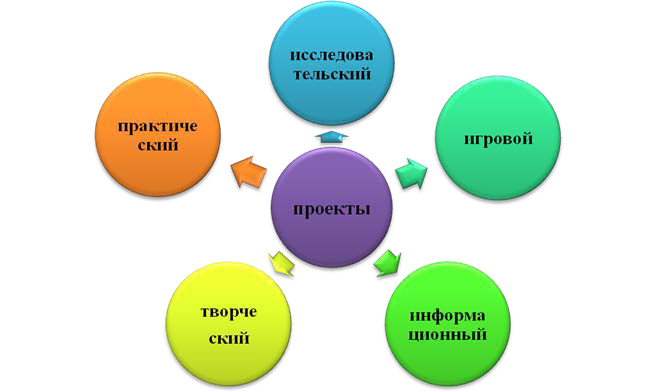 исследова
тельский
практиче
ский
игровой
проекты
творче
ский
информа
ционный